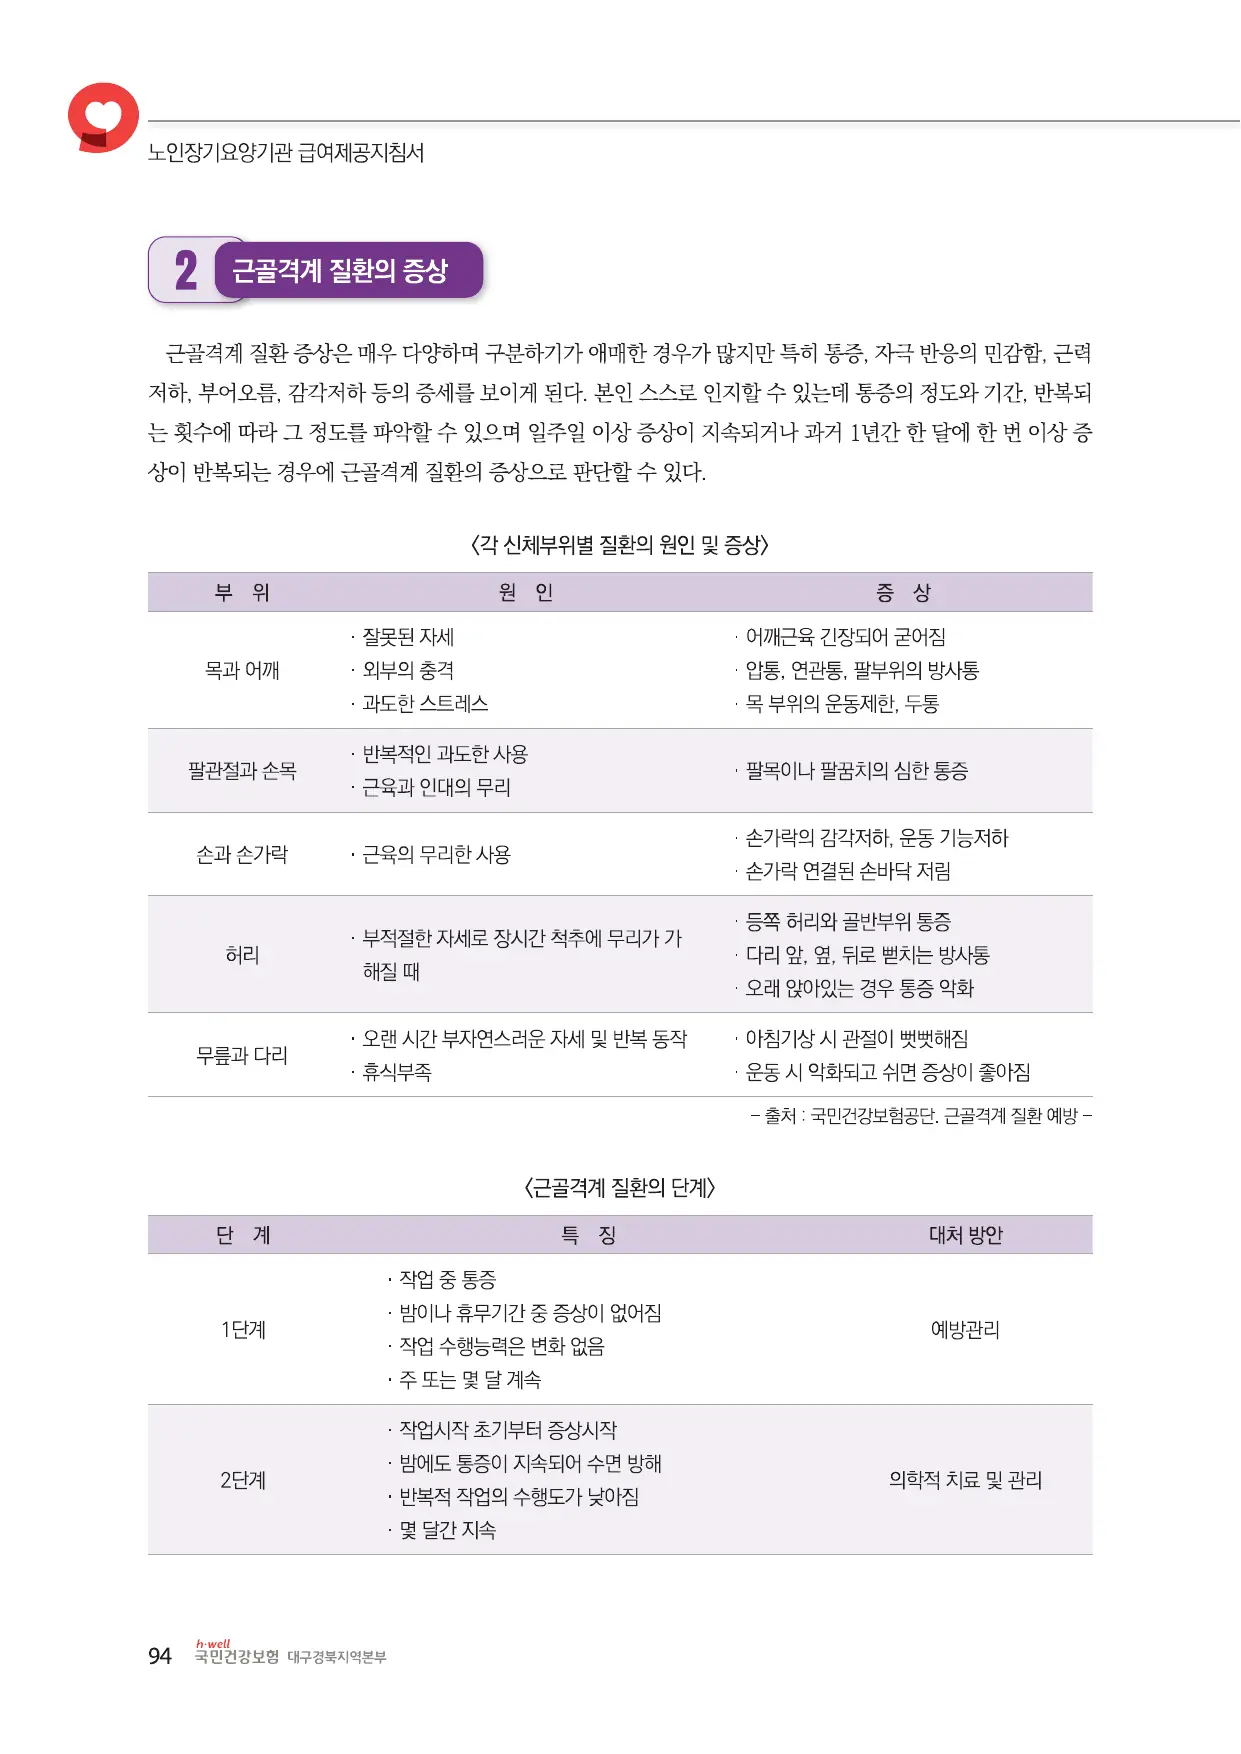 노인장기요양기관 급여제공지침서
2 근골격계 질환의 증상
근골격계 질환 증상은 매우 다양하며 구분하기가 애매한 경우가 많지만 특히 통증, 자극 반응의 민감함, 근력
저하, 부어오름, 감각저하 등의 증세를 보이게 된다. 본인 스스로 인지할 수 있는데 통증의 정도와 기간, 반복되
는 횟수에 따라 그 정도를 파악할 수 있으며 일주일 이상 증상이 지속되거나 과거 1년간 한 달에 한 번 이상 증
상이 반복되는 경우에 근골격계 질환의 증상으로 판단할 수 있다.
〈각 신체부위별 질환의 원인 및 증상〉
부 위 원 인 증 상
목과 어깨
· 잘못된 자세
· 외부의 충격
· 과도한 스트레스
· 어깨근육 긴장되어 굳어짐
· 압통, 연관통, 팔부위의 방사통
· 목 부위의 운동제한, 두통
팔관절과 손목
· 반복적인 과도한 사용
· 근육과 인대의 무리
· 팔목이나 팔꿈치의 심한 통증
손과 손가락
· 근육의 무리한 사용
· 손가락의 감각저하, 운동 기능저하
· 손가락 연결된 손바닥 저림
허리
· 부적절한 자세로 장시간 척추에 무리가 가
해질 때
· 등쪽 허리와 골반부위 통증
· 다리 앞, 옆, 뒤로 뻗치는 방사통
· 오래 앉아있는 경우 통증 악화
무릎과 다리
· 오랜 시간 부자연스러운 자세 및 반복 동작
· 휴식부족
· 아침기상 시 관절이 뻣뻣해짐
· 운동 시 악화되고 쉬면 증상이 좋아짐
– 출처 : 국민건강보험공단. 근골격계 질환 예방 –
〈근골격계 질환의 단계〉
단 계 특 징 대처 방안
1단계
· 작업 중 통증
· 밤이나 휴무기간 중 증상이 없어짐
· 작업 수행능력은 변화 없음
· 주 또는 몇 달 계속
예방관리
2단계
· 작업시작 초기부터 증상시작
· 밤에도 통증이 지속되어 수면 방해
· 반복적 작업의 수행도가 낮아짐
· 몇 달간 지속
의학적 치료 및 관리
94 h·well 국민건강보험 대구경북지역본부